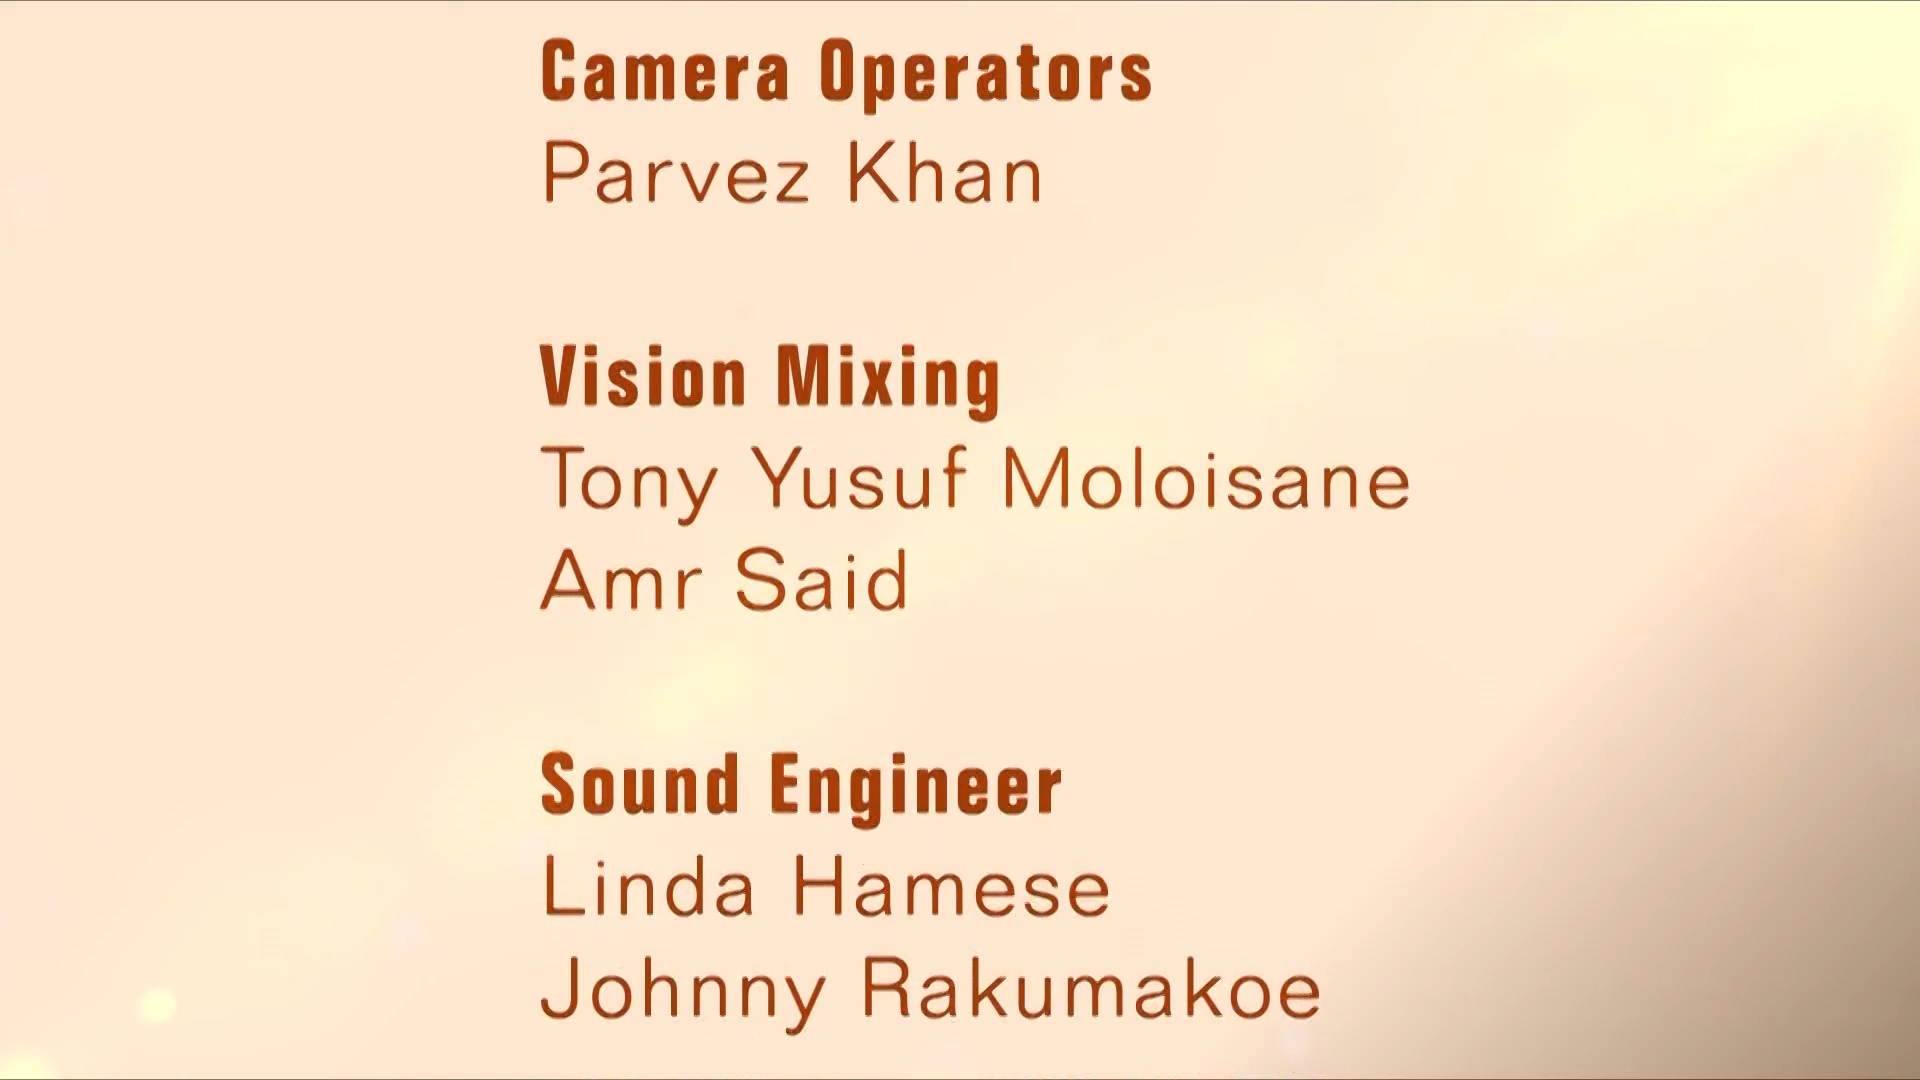 Camera Operators
Parvez Khan
Vision Mixing
Tony Yusuf Moloisane
Amr Said
Sound Engineer
Linda Hamese
Johnny Rakumakoe